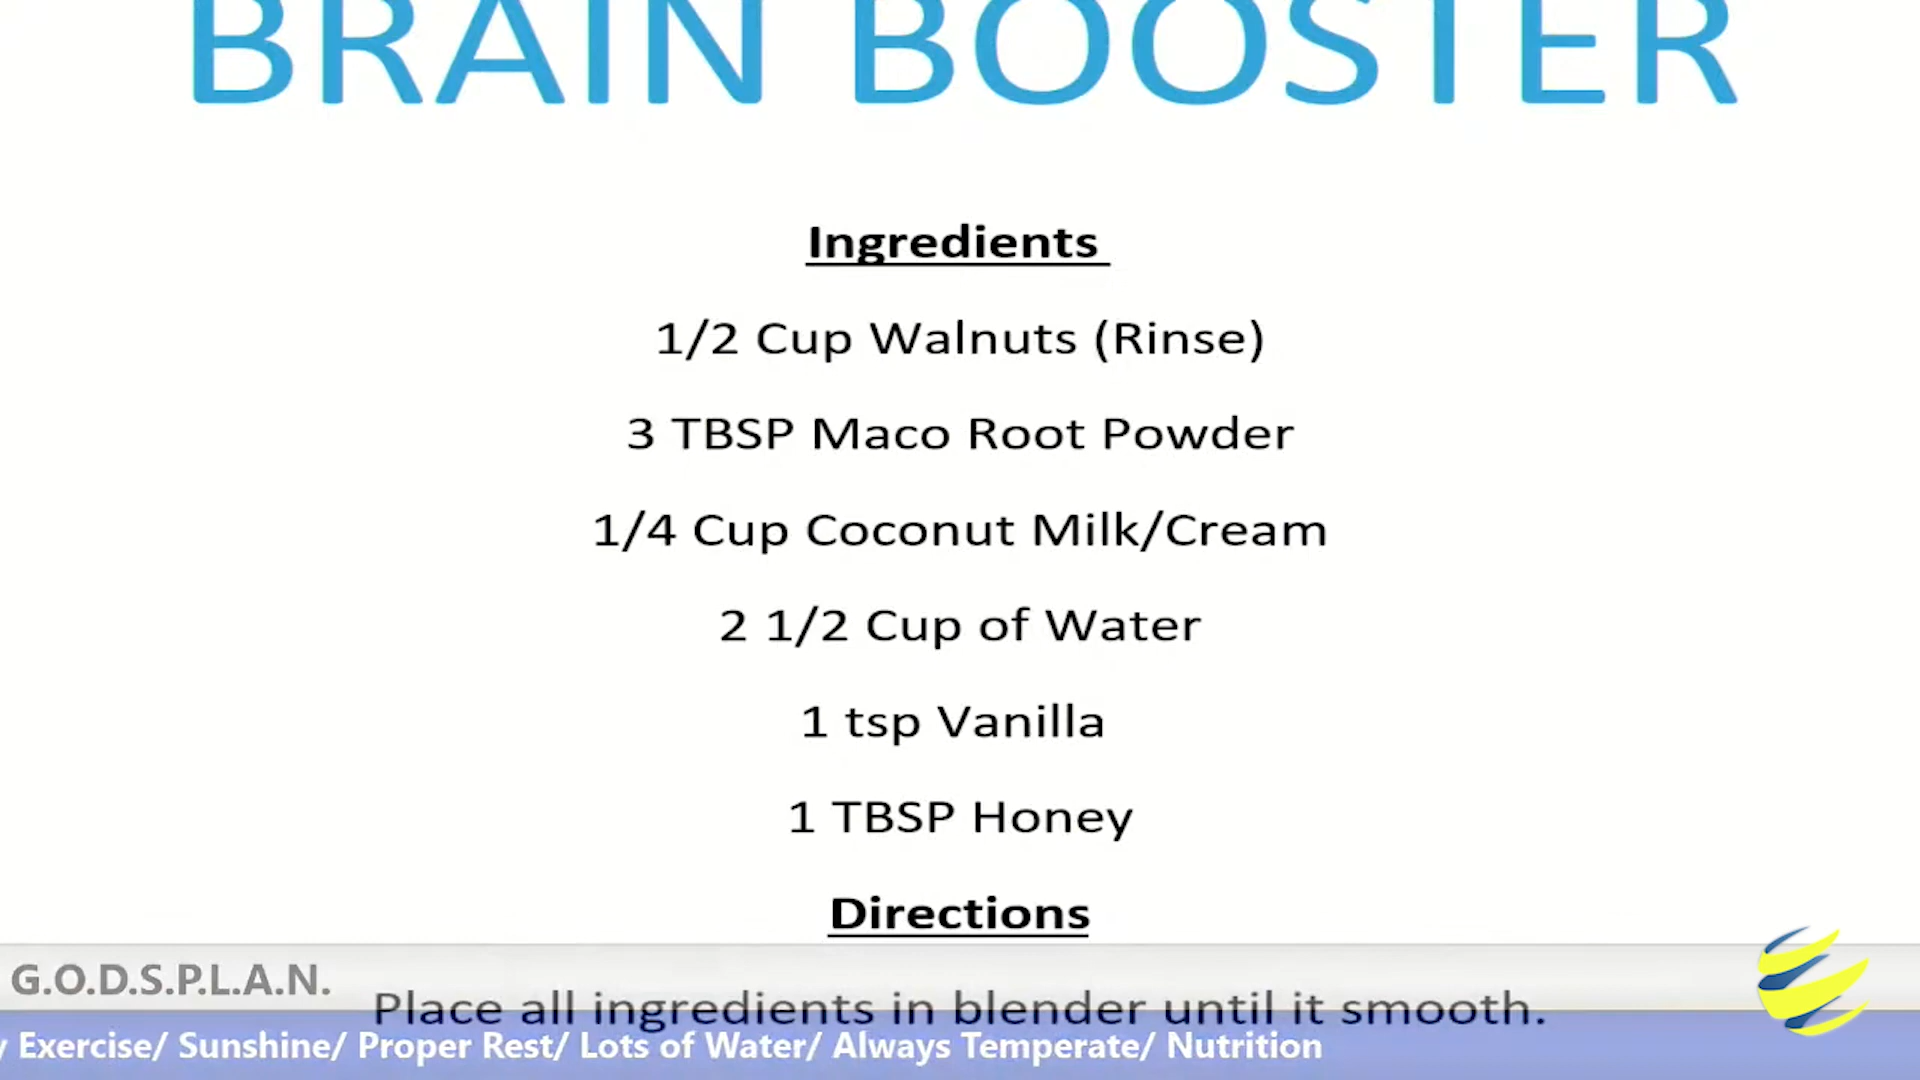 BRAIN BOOSTER
Ingredients
1/2 Cup Walnuts (Rinse)
3 TBSP Maco Root Powder
1/4 Cup Coconut Milk/Cream
2 1/2 Cup of Water
1 tsp Vanilla
1 TBSP Honey
Directions
G.O.D.S.P.L.A.N.
Place all ingredients in blender until it smooth.
Exercise/ Sunshine/ Proper Rest/ Lots of Water/ Always Temperate/ Nutrition